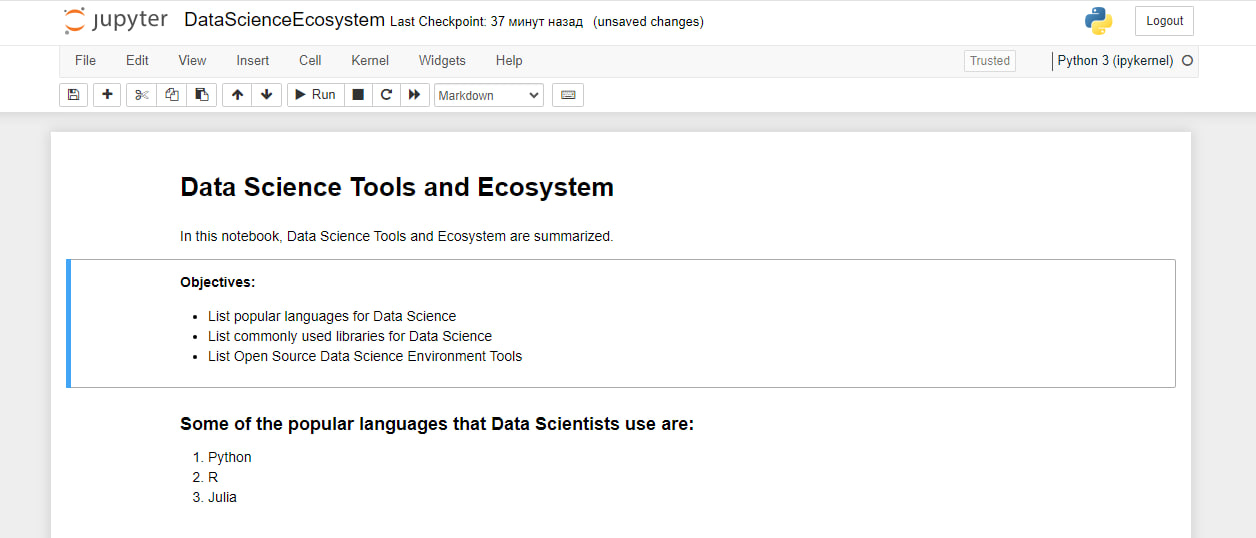 jupyter DataScienceEcosystem Last Checkpoint: 37 минут назад (unsaved changes) Logout
File Edit View Insert Cell Kernel Widgets Help Trusted Python 3 (ipykernel)
Run Markdown
Data Science Tools and Ecosystem
In this notebook, Data Science Tools and Ecosystem are summarized.
Objectives:
• List popular languages for Data Science
• List commonly used libraries for Data Science
• List Open Source Data Science Environment Tools
Some of the popular languages that Data Scientists use are:
1. Python
2. R
3. Julia